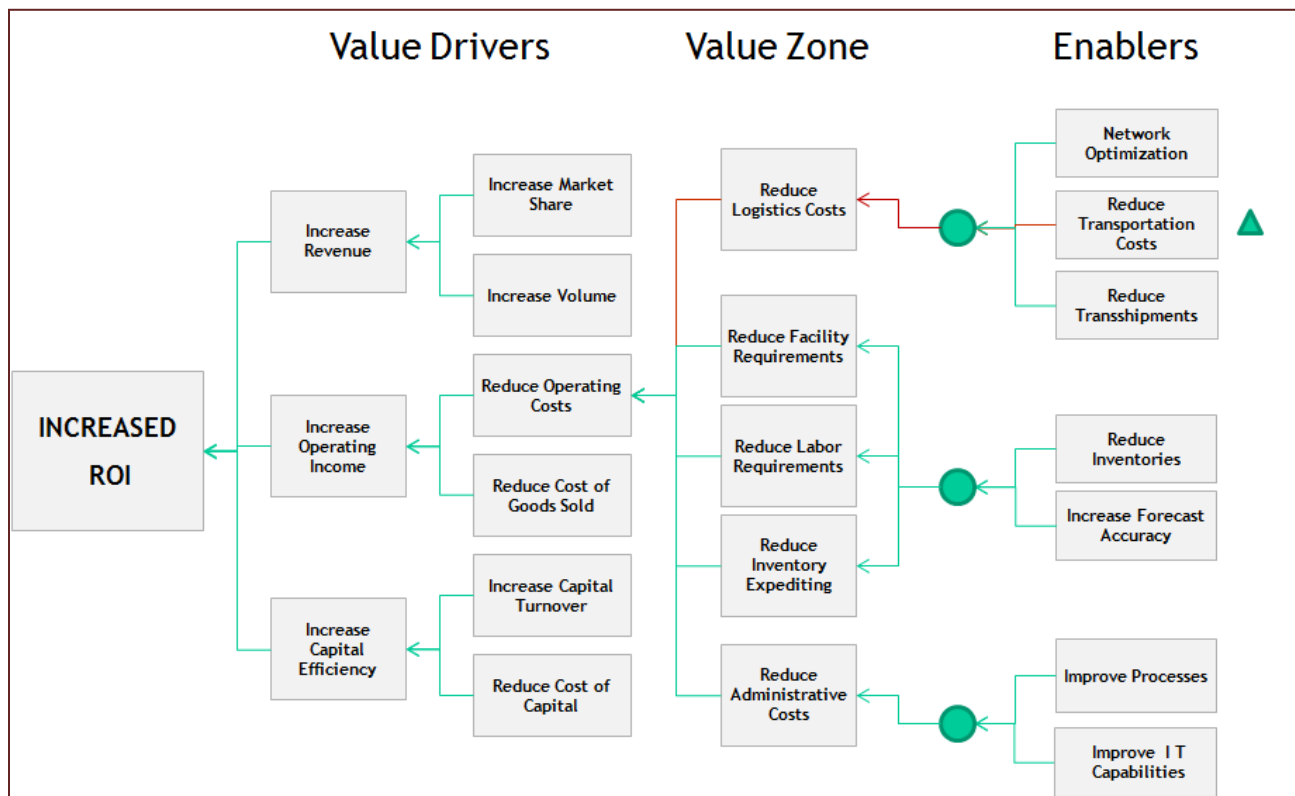 Value Drivers
Value Zone
Enablers
INCREASED
ROI
Increase
Revenue
Increase
Operating
Income
Increase
Capital
Efficiency
Increase Market
Share
Increase Volume
Reduce Operating
Costs
Reduce Cost of
Goods Sold
Increase Capital
Turnover
Reduce Cost of
Capital
Reduce
Logistics Costs
Reduce Facility
Requirements
Reduce Labor
Requirements
Reduce
Inventory
Expediting
Reduce
Administrative
Costs
Network
Optimization
Reduce
Transportation
Costs
Reduce
Transshipments
Reduce
Inventories
Increase Forecast
Accuracy
Improve Processes
Improve I T
Capabilities